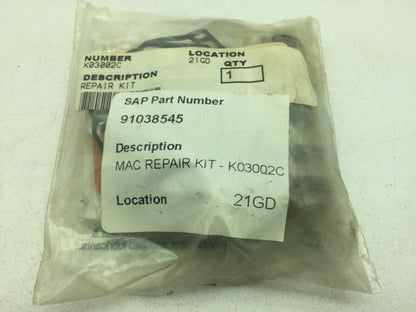 NUMBER
K03002C
LOCATION
21GD
QTY
1
DESCRIPTION
REPAIR KIT
SAP Part Number
91038545
Description
MAC REPAIR KIT - K03002C
Location 21GD
lubricants.